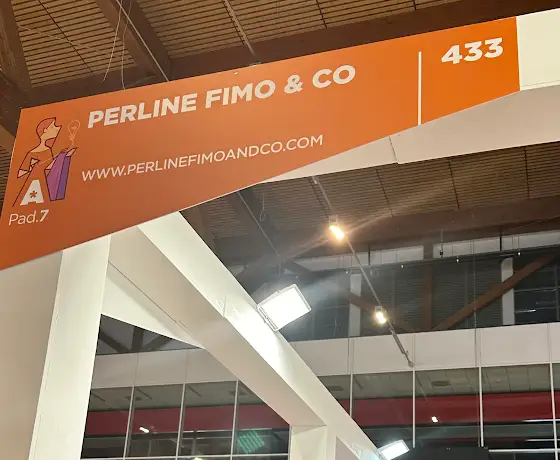 PERLINE FIMO & CO
433
WWW.PERLINEFIMOANDCO.COM
A
Pad.7